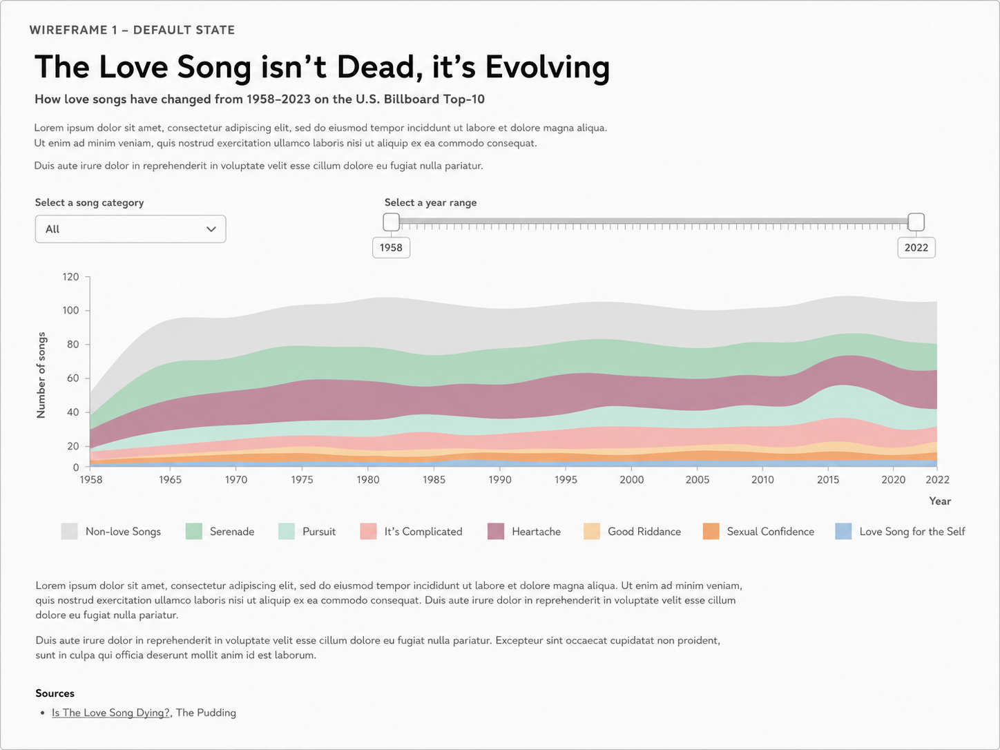 WIREFRAME 1 – DEFAULT STATE
The Love Song isn’t Dead, it’s Evolving
How love songs have changed from 1958–2023 on the U.S. Billboard Top-10
Lorem ipsum dolor sit amet, consectetur adipiscing elit, sed do eiusmod tempor inciddunt ut labore et dolore magna aliqua.
Ut enim ad minim veniam, quis nostrud exercitation ullamco laboris nisi ut aliquip ex ea commodo consequat.
Duis aute irure dolor in reprehenderit in voluptate velit esse cillum dolore eu fugiat nulla pariatur.
Select a song category
All
Select a year range
1958
2022
Number of songs
120
100
80
60
40
20
0
1958 1965 1970 1975 1980 1985 1990 1995 2000 2005 2010 2015 2020 2022
Year
Non-love Songs Serenade Pursuit It’s Complicated Heartache Good Riddance Sexual Confidence Love Song for the Self
Lorem ipsum dolor sit amet, consectetur adipiscing elit, sed do eiusmod tempor incididunt ut labore et dolore magna aliqua. Ut enim ad minim veniam,
quis nostrud exercitation ullamco laboris nisi ut aliquip ex ea commodo consequat. Duis aute irure dolor in reprehenderit in voluptate velit esse cillum
dolore eu fugiat nulla pariatur.
Duis aute irure dolor in reprehenderit in voluptate velit esse cillum dolore eu fugiat nulla pariatur. Excepteur sint occaecat cupidatat non proident,
sunt in culpa qui officia deserunt mollit anim id est laborum.
Sources
• Is The Love Song Dying?, The Pudding